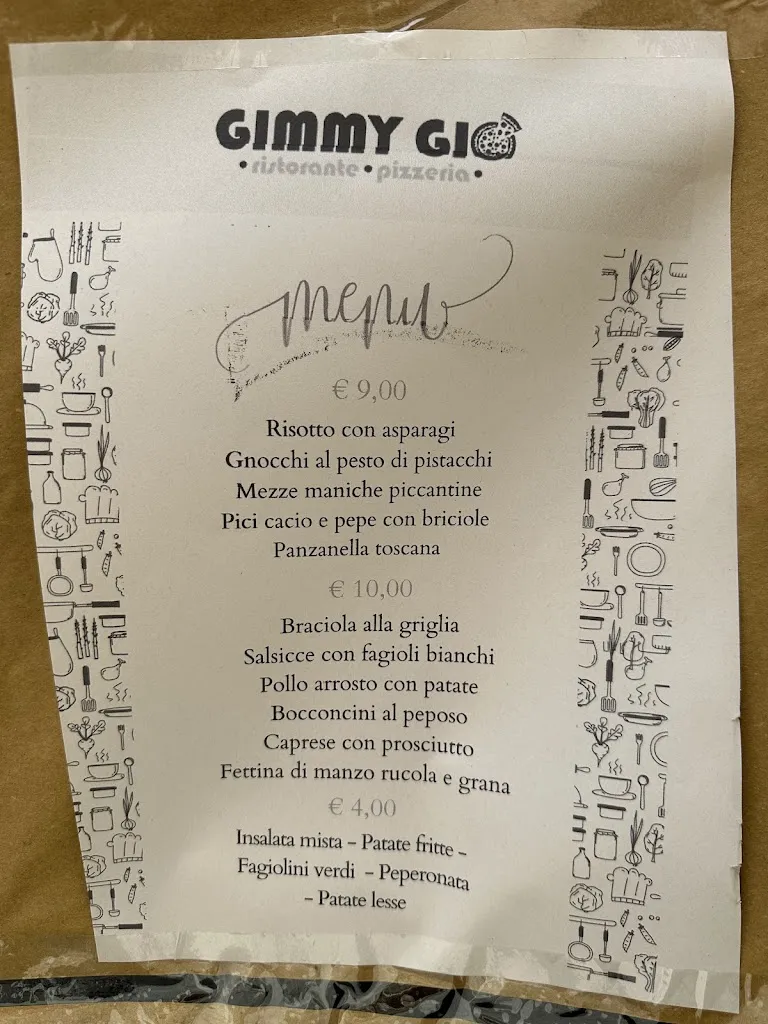 GIMMY GIO
• ristorante • pizzeria •
menu
€ 9,00
Risotto con asparagi
Gnocchi al pesto di pistacchi
Mezze maniche piccantine
Pici cacio e pepe con briciole
Panzanella toscana
€ 10,00
Braciola alla griglia
Salsicce con fagioli bianchi
Pollo arrosto con patate
Bocconcini al peposo
Caprese con prosciutto
Fettina di manzo rucola e grana
€ 4,00
Insalata mista – Patate fritte –
Fagiolini verdi – Peperonata
– Patate lesse